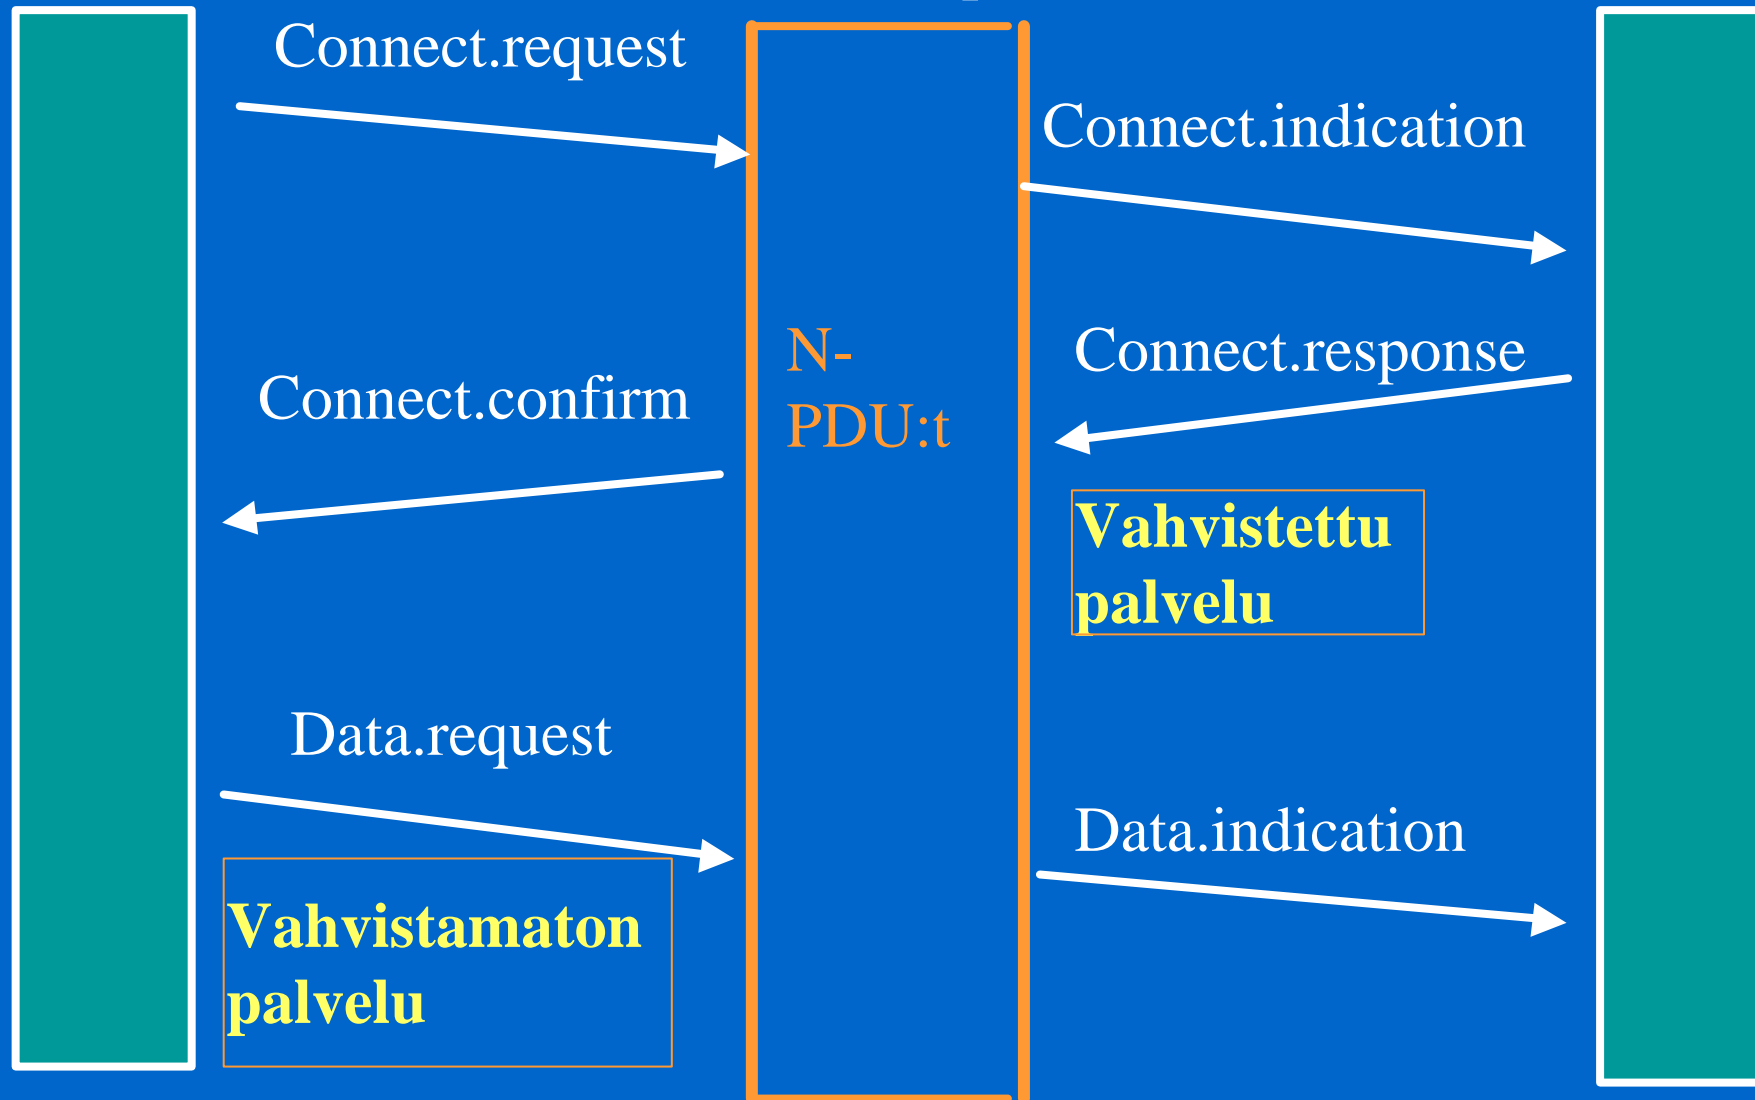 Connect.request
Connect.indication
N-
PDU:t
Connect.response
Connect.confirm
Vahvistettu
palvelu
Data.request
Data.indication
Vahvistamaton
palvelu